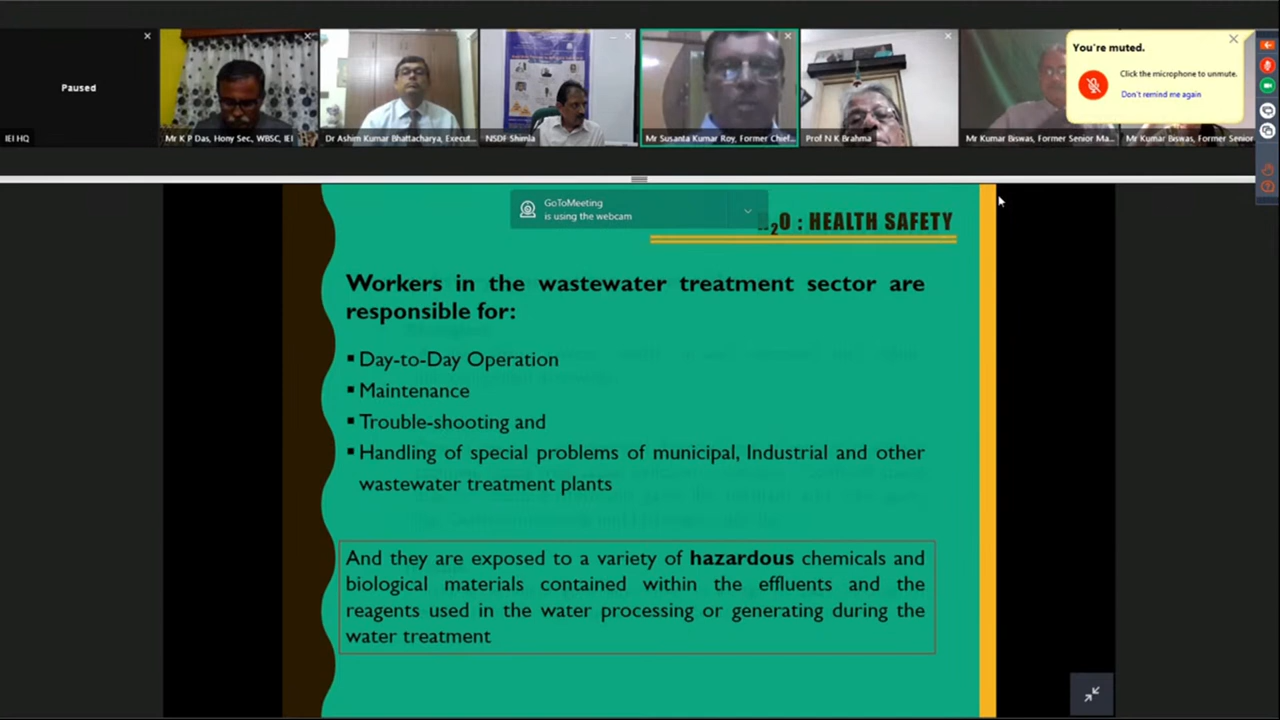 Paused
IEI HQ
Mr K P Das, Hony Sec, WBSC, IEI
Dr Ashim Kumar Bhattacharya, Execut...
NSDF Shimla
Mr Susanta Kumar Roy, Former Chief...
Prof N K Brahma
Mr Kumar Biswas, Former Senior Ma...
Mr Kumar Biswas, Former Senior
You're muted.
Click the microphone to unmute.
Don't remind me again
GoToMeeting
is using the webcam
H₂O : HEALTH SAFETY
Workers in the wastewater treatment sector are
responsible for:
▪ Day-to-Day Operation
▪ Maintenance
▪ Trouble-shooting and
▪ Handling of special problems of municipal, Industrial and other
wastewater treatment plants
And they are exposed to a variety of hazardous chemicals and
biological materials contained within the effluents and the
reagents used in the water processing or generating during the
water treatment